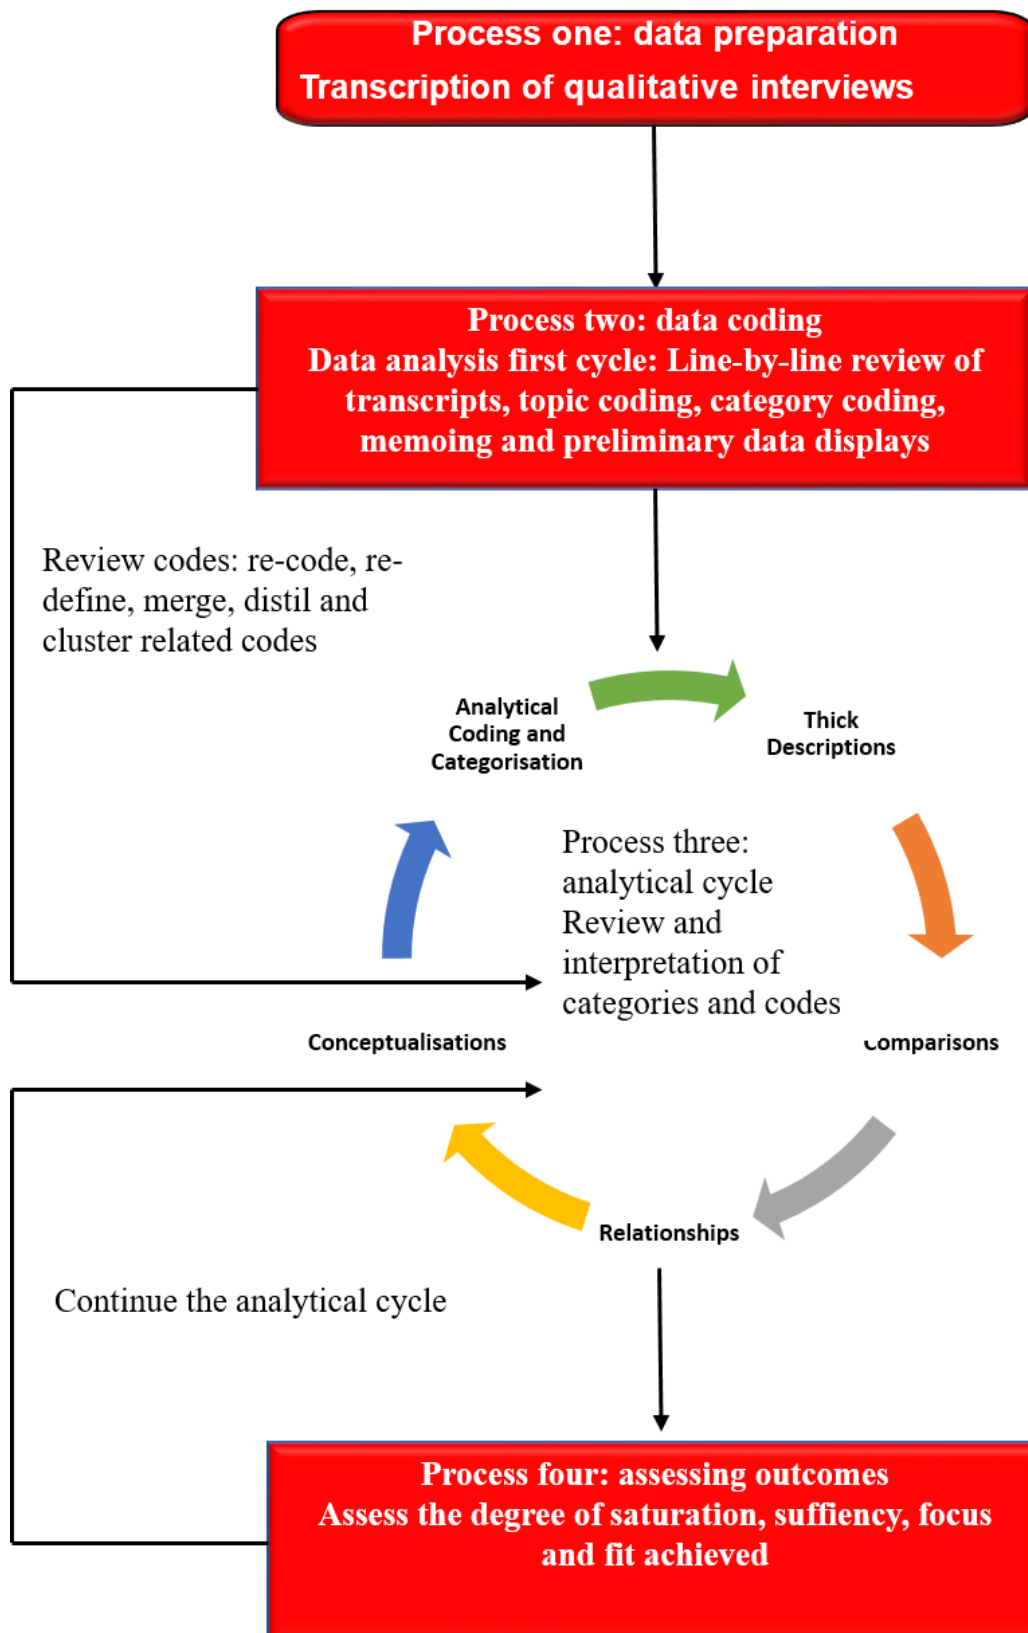 Process one: data preparation
Transcription of qualitative interviews
Process two: data coding
Data analysis first cycle: Line-by-line review of
transcripts, topic coding, category coding,
memoing and preliminary data displays
Review codes: re-code, re-
define, merge, distil and
cluster related codes
Analytical
Coding and
Categorisation
Thick
Descriptions
Process three:
analytical cycle
Review and
interpretation of
categories and codes
Conceptualisations
Comparisons
Relationships
Continue the analytical cycle
Process four: assessing outcomes
Assess the degree of saturation, suffiency, focus
and fit achieved